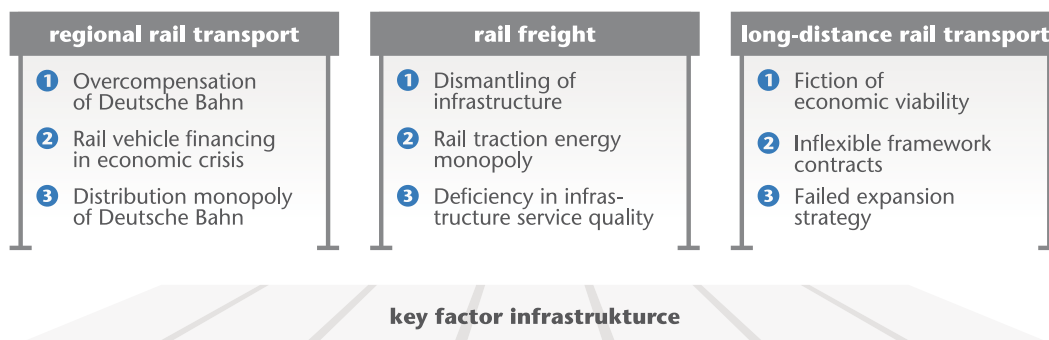 regional rail transport
1 Overcompensation
of Deutsche Bahn
2 Rail vehicle financing
in economic crisis
3 Distribution monopoly
of Deutsche Bahn
rail freight
1 Dismantling of
infrastructure
2 Rail traction energy
monopoly
3 Deficiency in infras-
tructure service quality
long-distance rail transport
1 Fiction of
economic viability
2 Inflexible framework
contracts
3 Failed expansion
strategy
key factor infrastrukturce